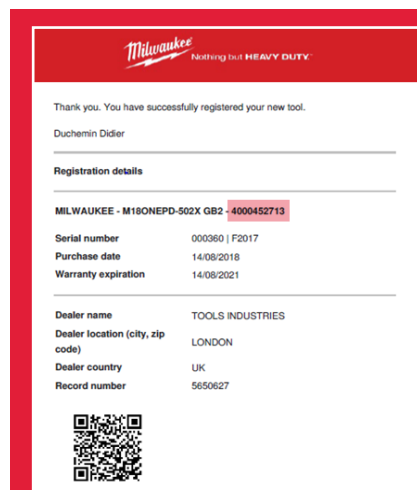 Milwaukee Nothing but HEAVY DUTY.™
Thank you. You have successfully registered your new tool.
Duchemin Didier
Registration details
MILWAUKEE - M18ONEPD-502X GB2 - 4000452713
Serial number 000360 | F2017
Purchase date 14/08/2018
Warranty expiration 14/08/2021
Dealer name TOOLS INDUSTRIES
Dealer location (city, zip
code) LONDON
Dealer country UK
Record number 5650627